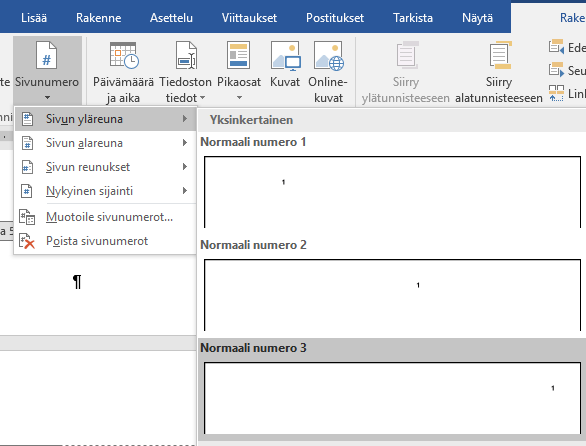 Lisää Rakenne Asettelu Viittaukset Postitukset Tarkista Näytä Rake
te Sivunumero Päivämäärä ja aika Tiedoston tiedot Pikaosat Kuvat Online-kuvat Siirry ylätunnisteeseen Siirry alatunnisteeseen Ede
Seu
Link
Sivun yläreuna
Yksinkertainen
Sivun alareuna
Normaali numero 1
Sivun reunukset
1
Nykyinen sijainti
Muotoile sivunumerot...
a 5
Poista sivunumerot
Normaali numero 2
¶
1
Normaali numero 3
1